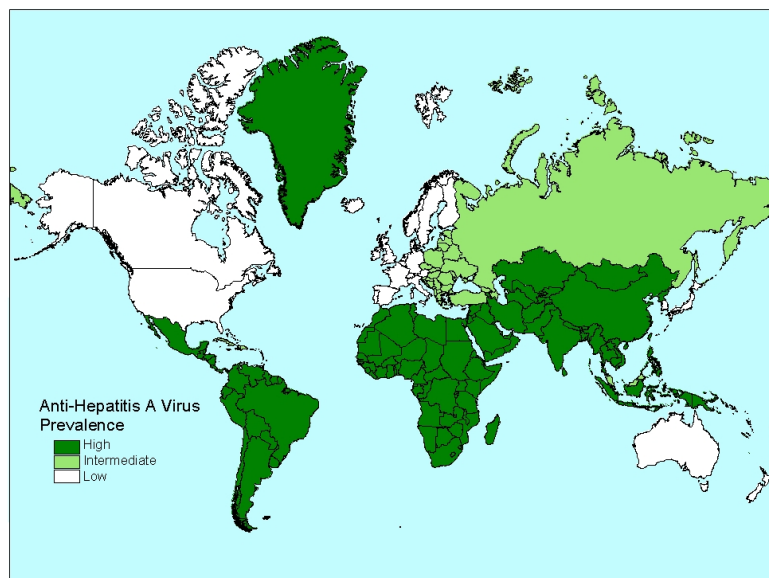 Anti-Hepatitis A Virus
Prevalence
High
Intermediate
Low